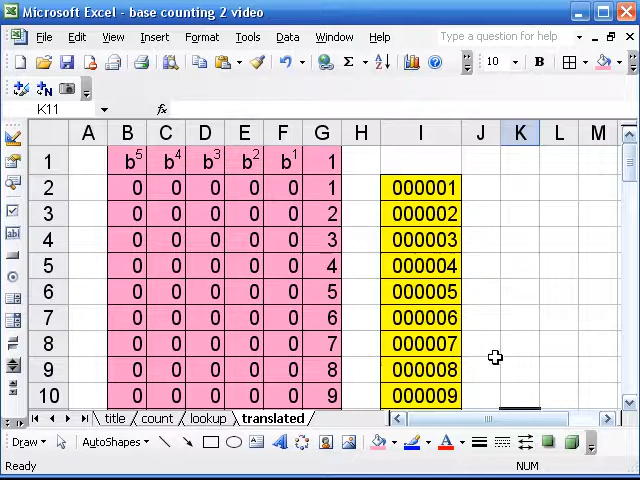 Microsoft Excel - base counting 2 video
File Edit View Insert Format Tools Data Window Help Type a question for help
10 B
K11 fx
A B C D E F G H I J K L M
1 b⁵ b⁴ b³ b² b¹ 1
2 0 0 0 0 0 1 000001
3 0 0 0 0 0 2 000002
4 0 0 0 0 0 3 000003
5 0 0 0 0 0 4 000004
6 0 0 0 0 0 5 000005
7 0 0 0 0 0 6 000006
8 0 0 0 0 0 7 000007
9 0 0 0 0 0 8 000008
10 0 0 0 0 0 9 000009
title count lookup translated
Draw AutoShapes
Ready NUM